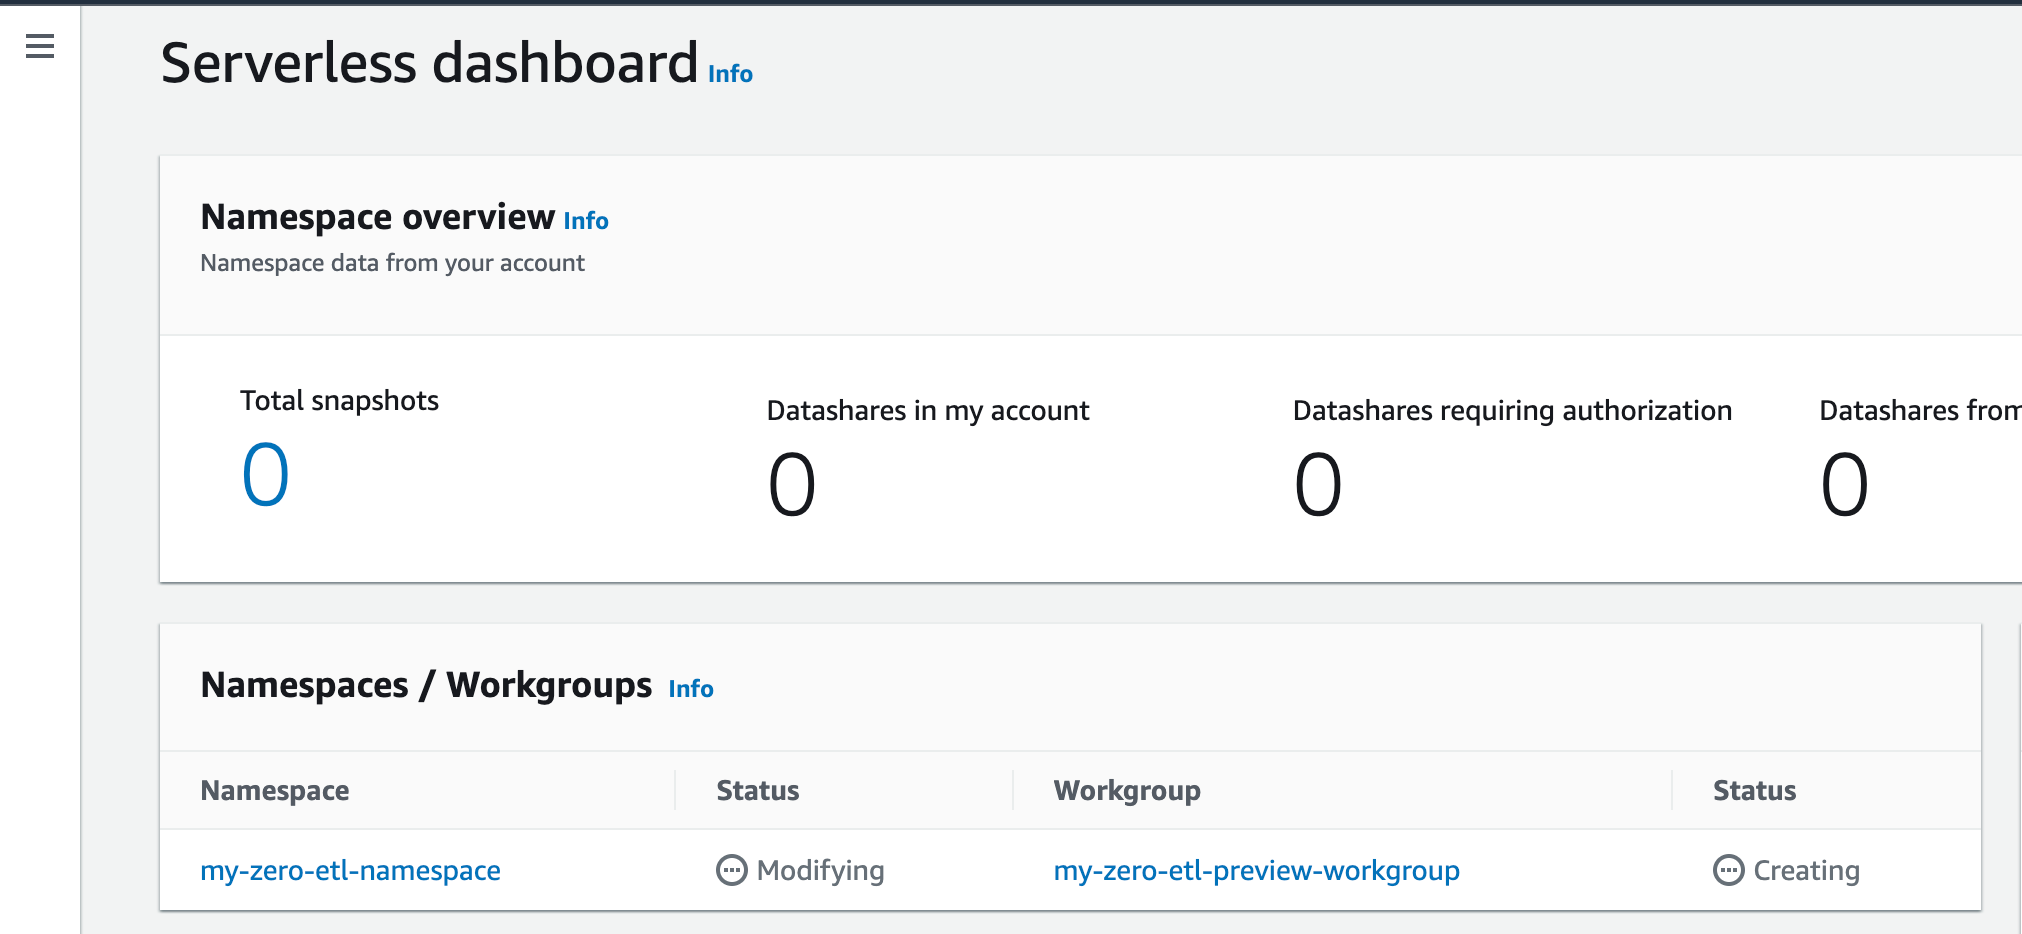 Serverless dashboard Info
Namespace overview Info
Namespace data from your account
Total snapshots
0
Datashares in my account
0
Datashares requiring authorization
0
Datashares from
0
Namespaces / Workgroups Info
Namespace Status Workgroup Status
my-zero-etl-namespace Modifying my-zero-etl-preview-workgroup Creating